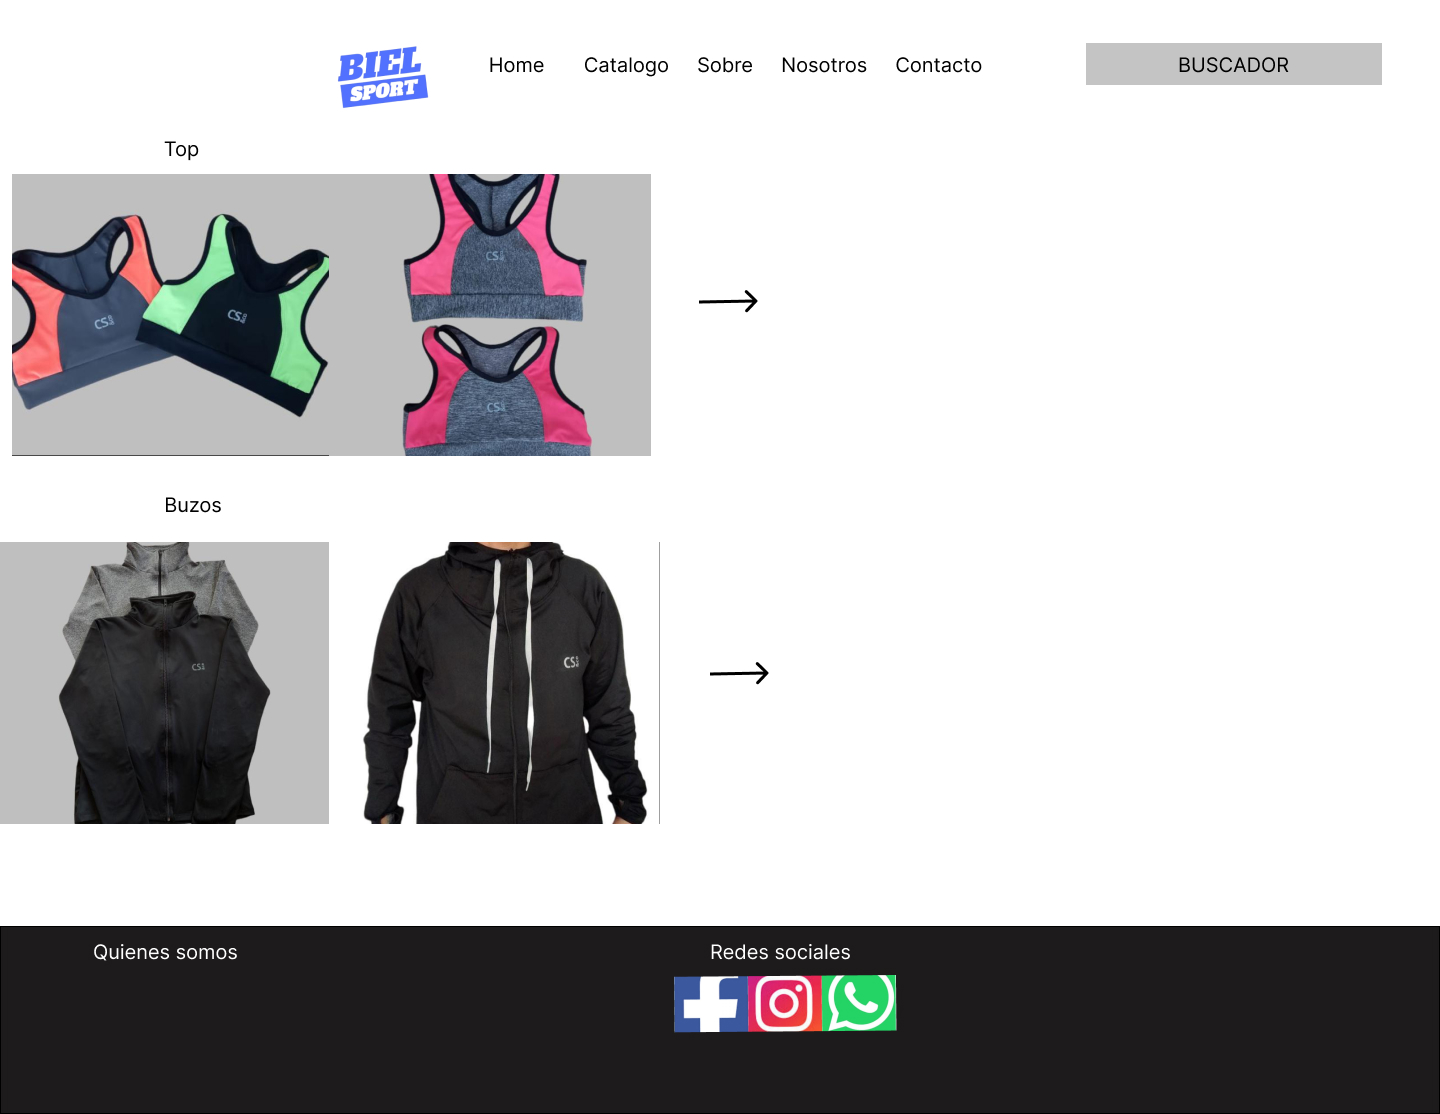 BIEL
SPORT
Home Catalogo Sobre Nosotros Contacto
BUSCADOR
Top
CS
CS
CS
CS
Buzos
CS
CS
Quienes somos
Redes sociales